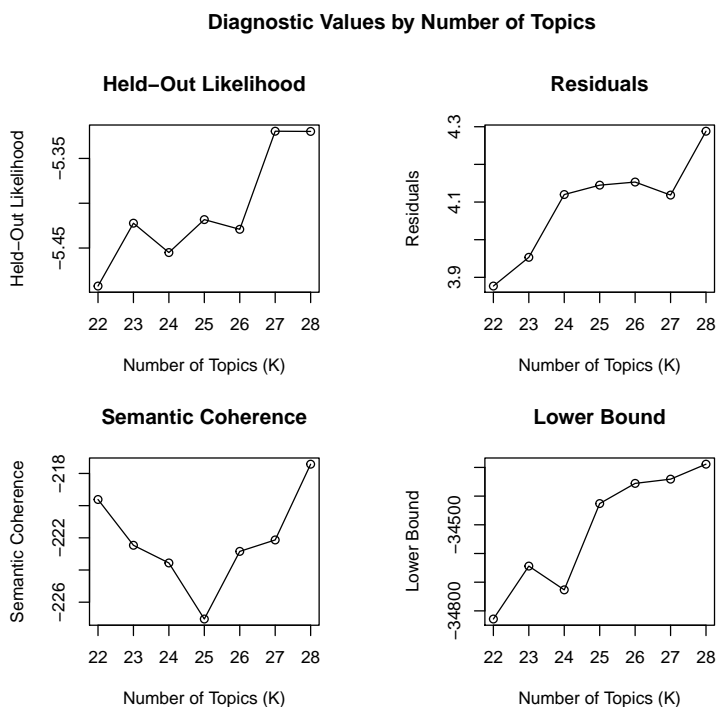 Diagnostic Values by Number of Topics
Held−Out Likelihood
Held−Out Likelihood
−5.35
−5.45
22 23 24 25 26 27 28
Number of Topics (K)
Residuals
Residuals
4.3
4.1
3.9
22 23 24 25 26 27 28
Number of Topics (K)
Semantic Coherence
Semantic Coherence
−218
−222
−226
22 23 24 25 26 27 28
Number of Topics (K)
Lower Bound
Lower Bound
−34500
−34800
22 23 24 25 26 27 28
Number of Topics (K)